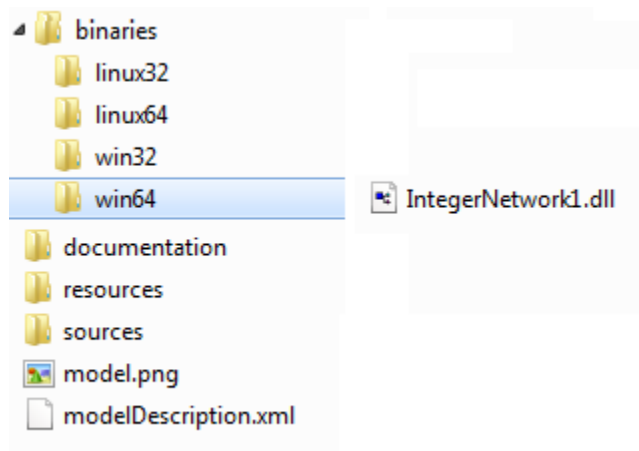 binaries
linux32
linux64
win32
win64
IntegerNetwork1.dll
documentation
resources
sources
model.png
modelDescription.xml